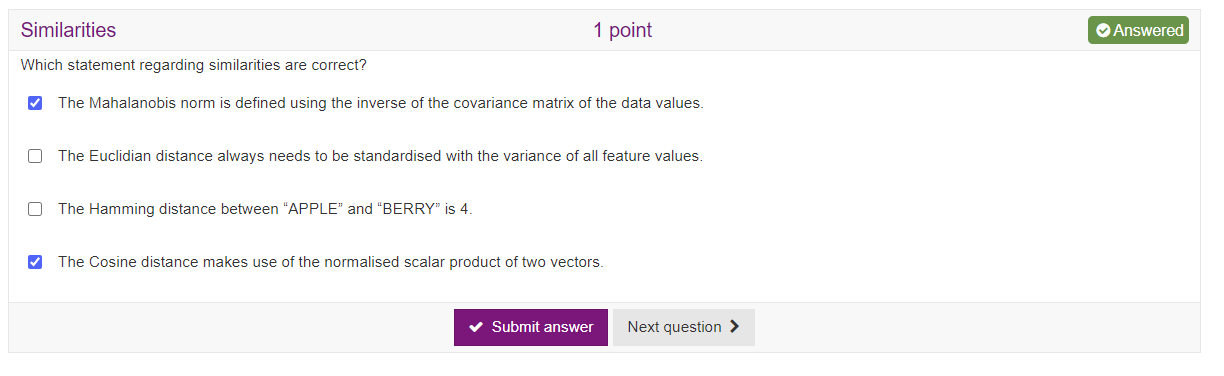 Similarities
1 point
Answered
Which statement regarding similarities are correct?
The Mahalanobis norm is defined using the inverse of the covariance matrix of the data values.
The Euclidian distance always needs to be standardised with the variance of all feature values.
The Hamming distance between “APPLE” and “BERRY” is 4.
The Cosine distance makes use of the normalised scalar product of two vectors.
Submit answer
Next question